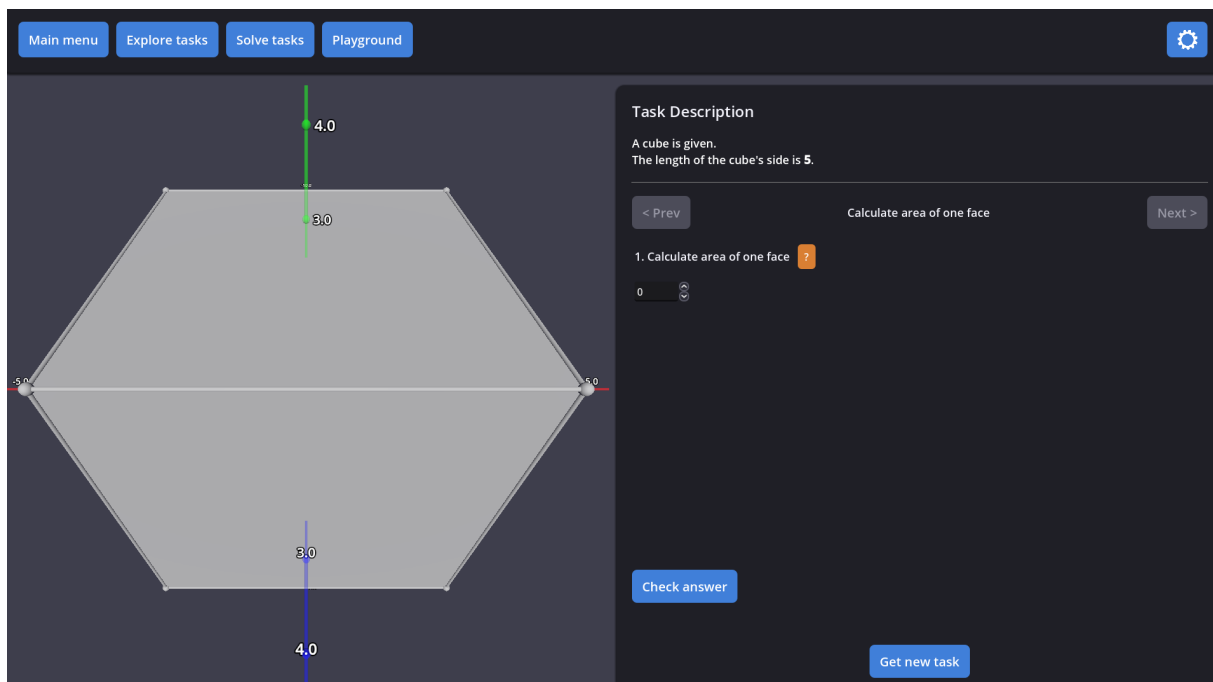 Main menu
Explore tasks
Solve tasks
Playground
4.0
3.0
-5.0
5.0
3.0
4.0
Task Description
A cube is given.
The length of the cube's side is 5.
< Prev
Calculate area of one face
Next >
1. Calculate area of one face ?
0
Check answer
Get new task